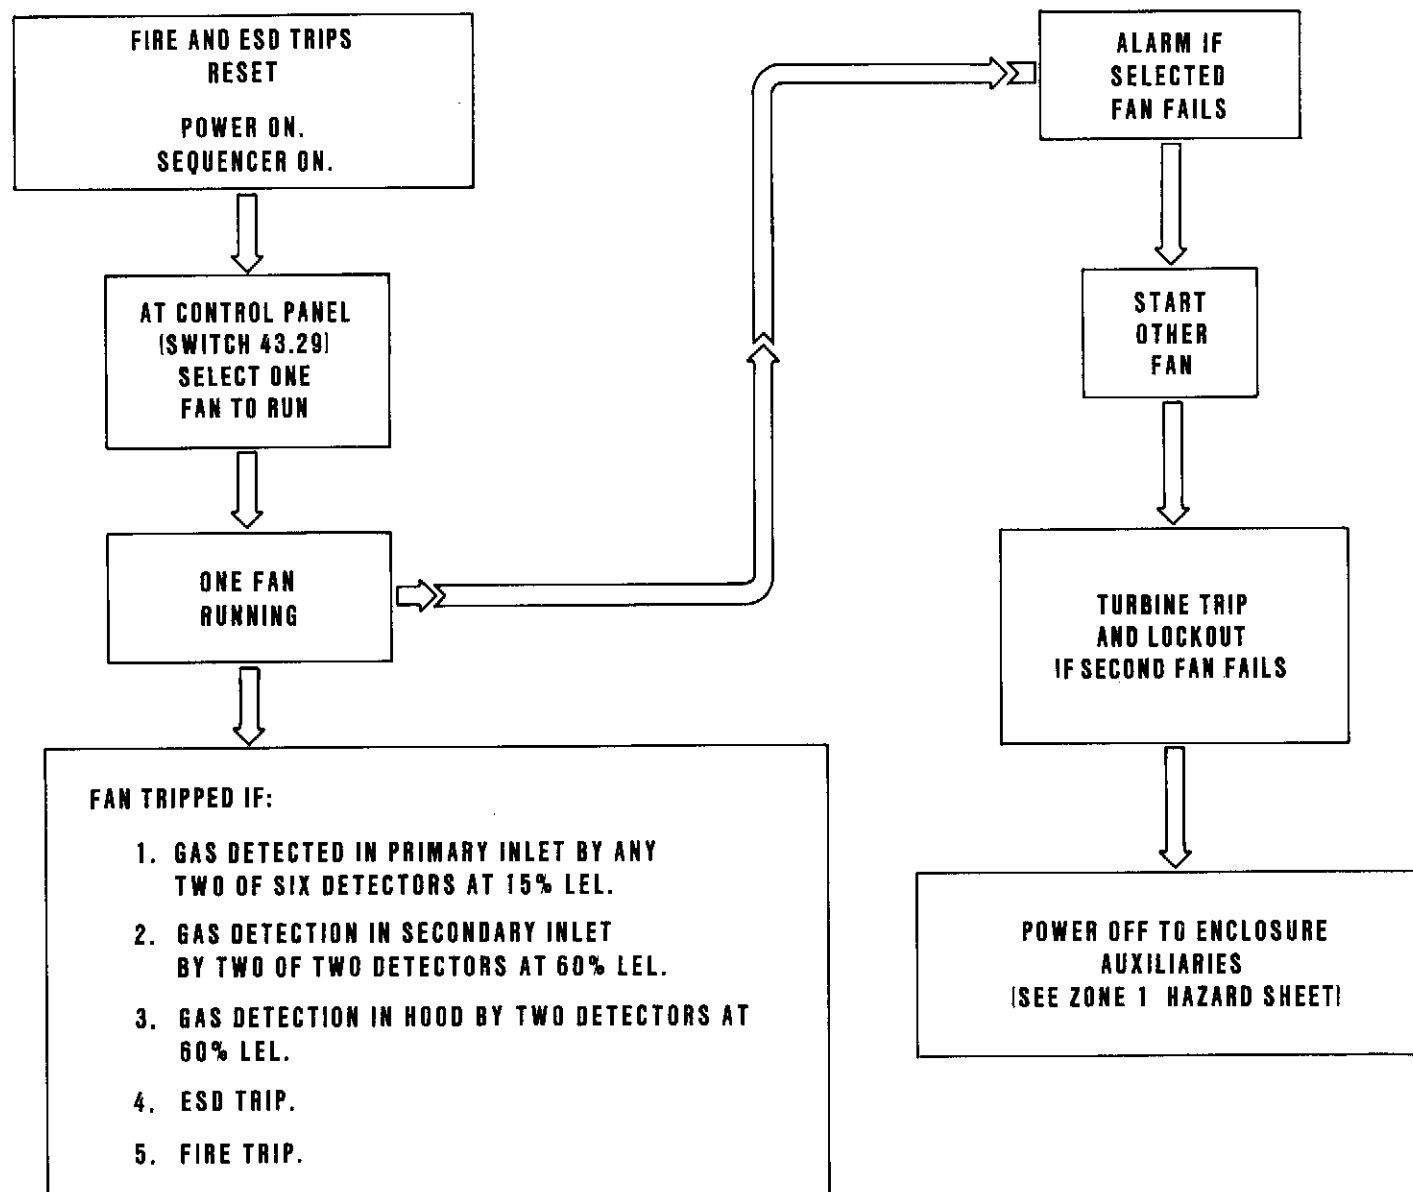 FIRE AND ESD TRIPS
RESET
POWER ON.
SEQUENCER ON.
AT CONTROL PANEL
(SWITCH 43.29)
SELECT ONE
FAN TO RUN
ONE FAN
RUNNING
FAN TRIPPED IF:
1. GAS DETECTED IN PRIMARY INLET BY ANY
TWO OF SIX DETECTORS AT 15% LEL.
2. GAS DETECTION IN SECONDARY INLET
BY TWO OF TWO DETECTORS AT 60% LEL.
3. GAS DETECTION IN HOOD BY TWO DETECTORS AT
60% LEL.
4. ESD TRIP.
5. FIRE TRIP.
ALARM IF
SELECTED
FAN FAILS
START
OTHER
FAN
TURBINE TRIP
AND LOCKOUT
IF SECOND FAN FAILS
POWER OFF TO ENCLOSURE
AUXILIARIES
(SEE ZONE 1 HAZARD SHEET)